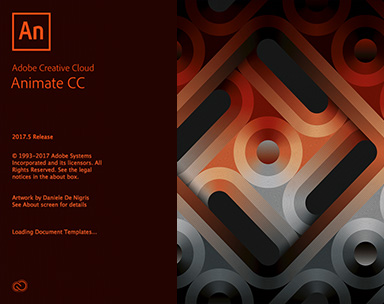 An
Adobe Creative Cloud
Animate CC
2017.5 Release
© 1993-2017 Adobe Systems
Incorporated and its licensors. All
Rights Reserved. See the legal
notices in the about box.
Artwork by Daniele De Nigris
See About screen for details
Loading Document Templates...